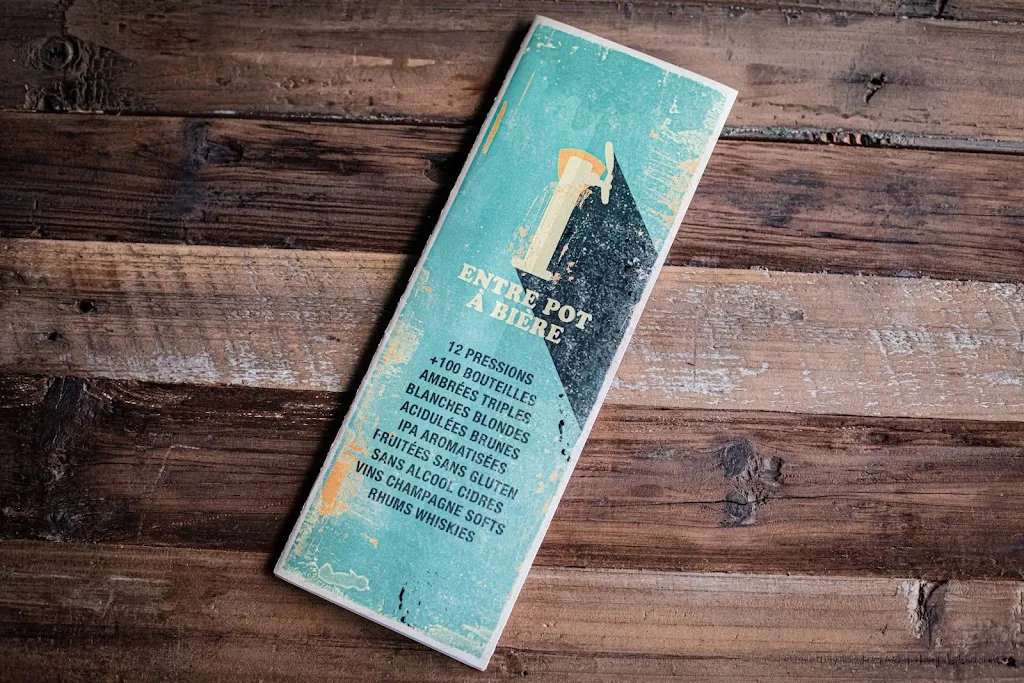 ENTRE POT
À BIÈRE
12 PRESSIONS
+100 BOUTEILLES
AMBRÉES TRIPLES
BLANCHES BLONDES
ACIDULÉES BRUNES
IPA AROMATISÉES
FRUITÉES SANS GLUTEN
SANS ALCOOL CIDRES
VINS CHAMPAGNE SOFTS
RHUMS WHISKIES